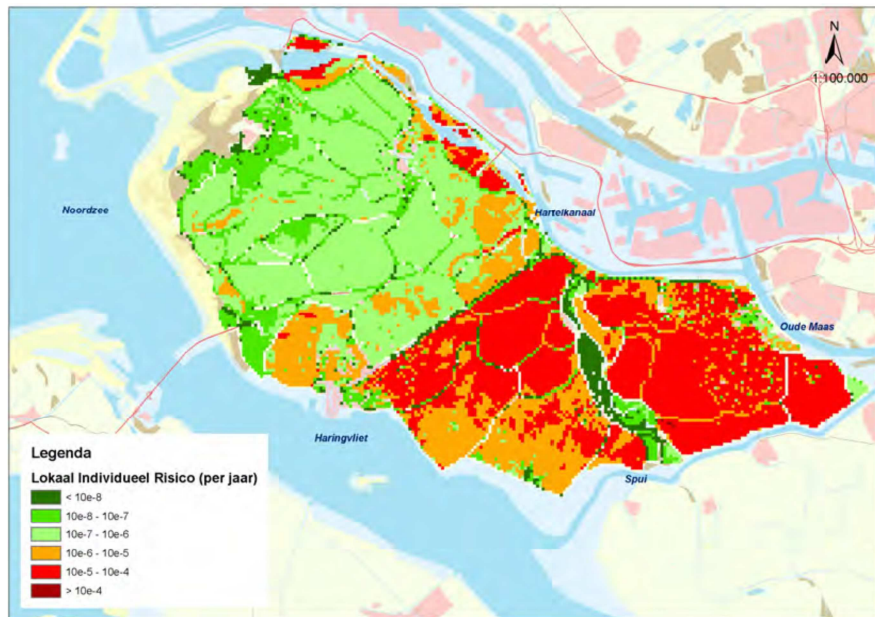 N
1:100.000
Noordzee
Hartelkanaal
Oude Maas
Haringvliet
Spui
Legenda
Lokaal Individueel Risico (per jaar)
< 10e-8
10e-8 - 10e-7
10e-7 - 10e-6
10e-6 - 10e-5
10e-5 - 10e-4
> 10e-4